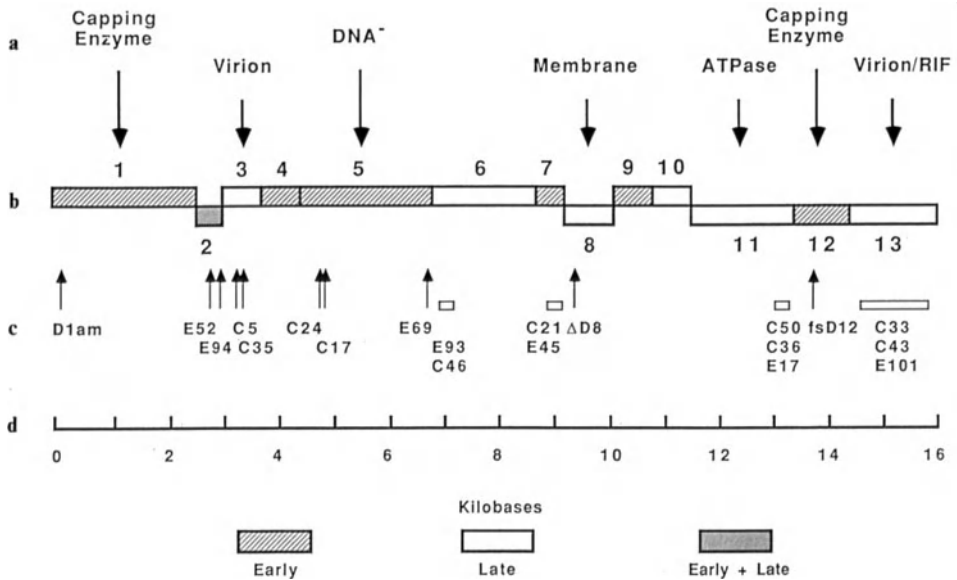 a
Capping
Enzyme
Virion
DNA-
Membrane
ATPase
Capping
Enzyme
Virion/RIF
b
1 3 4 5 6 7 9 10
2 8 11 12 13
c
D1am E52 C5 C24 E69 C21 ΔD8 C50 fsD12 C33
E94 C35 C17 E93 E45 C36 C43
C46 E17 E101
d
0 2 4 6 8 10 12 14 16
Kilobases
Early Late Early + Late